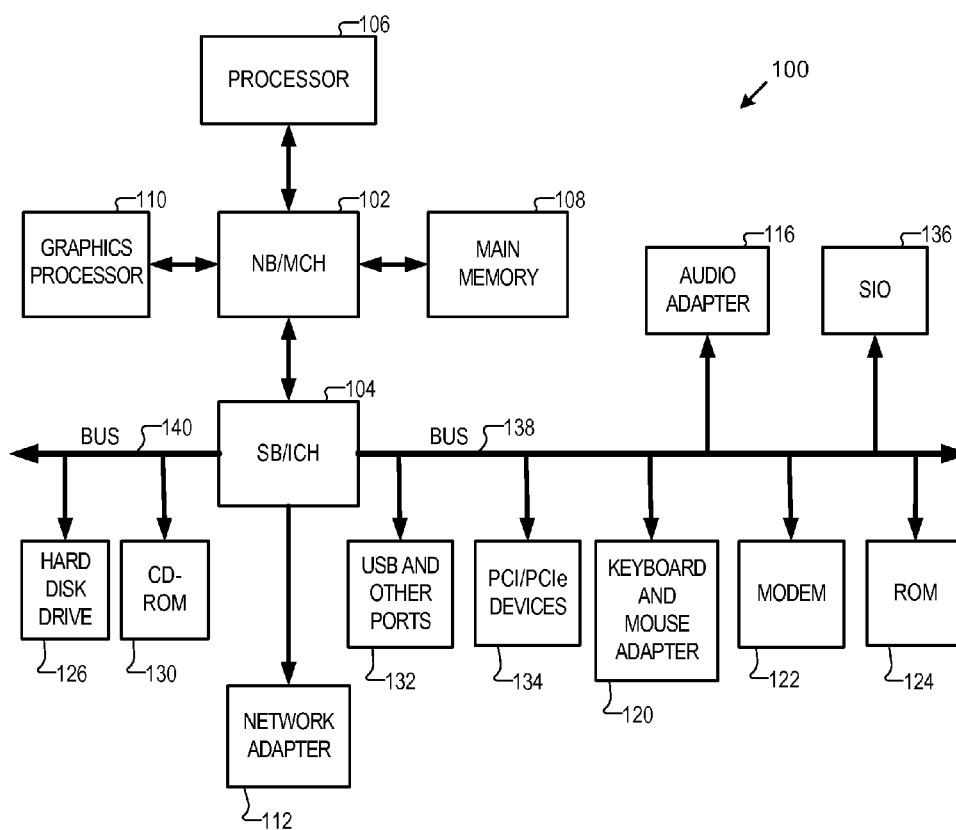 106
PROCESSOR
100
110
102
108
GRAPHICS
PROCESSOR
NB/MCH
MAIN
MEMORY
116
136
AUDIO
ADAPTER
SIO
104
BUS
140
SB/ICH
BUS
138
HARD
DISK
DRIVE
CD-
ROM
USB AND
OTHER
PORTS
PCI/PCIe
DEVICES
KEYBOARD
AND
MOUSE
ADAPTER
MODEM
ROM
126
130
132
134
120
122
124
NETWORK
ADAPTER
112